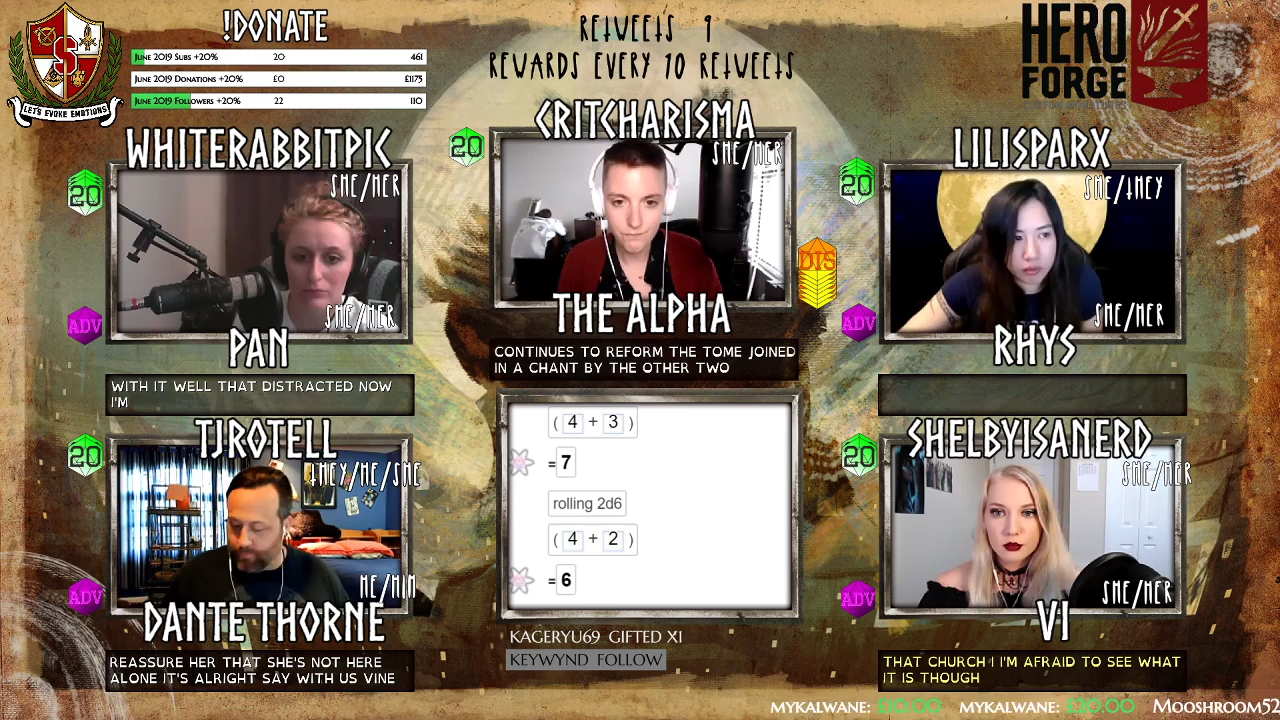 !DONATE
JUNE 2019 SUBS +20% 20 461
JUNE 2019 DONATIONS +20% £0 £1175
JUNE 2019 FOLLOWERS +20% 22 110
S
LET'S EVOKE EMOTIONS
RETWEETS 9
REWARDS EVERY 10 RETWEETS
HERO
FORGE
CUSTOM MINIATURES
WHITERABBITPIC
SHE/HER
20
SHE/HER
ADV
PAN
WITH IT WELL THAT DISTRACTED NOW
I'M
CRITCHARISMA
SHE/HER
20
DTS
THE ALPHA
CONTINUES TO REFORM THE TOME JOINED
IN A CHANT BY THE OTHER TWO
LILISPARX
SHE/THEY
20
SHE/HER
ADV
RHYS
TJROTELL
THEY/HE/SHE
20
HE/HIM
ADV
DANTE THORNE
REASSURE HER THAT SHE'S NOT HERE
ALONE IT'S ALRIGHT SAY WITH US VINE
( 4 + 3 )
= 7
rolling 2d6
( 4 + 2 )
= 6
KAGERYU69 GIFTED X1
KEYWYND FOLLOW
SHELBYISANERD
SHE/HER
20
SHE/HER
ADV
VI
THAT CHURCH I I'M AFRAID TO SEE WHAT
IT IS THOUGH
MYKALWANE: £10.00 MYKALWANE: £10.00 MOOSHROOM52